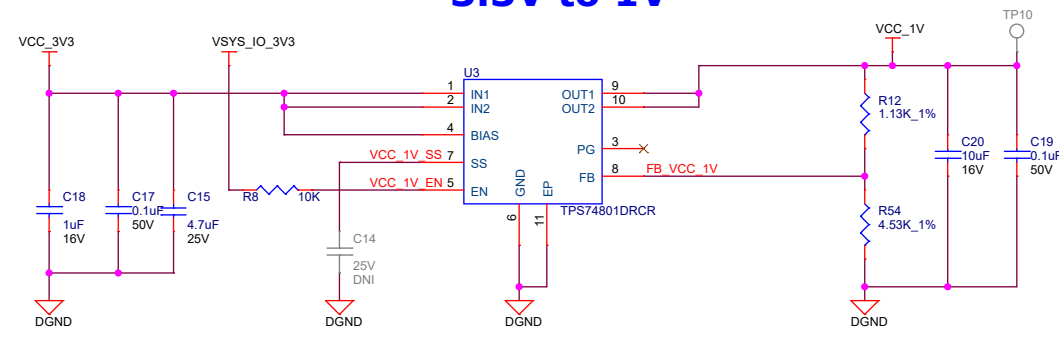 3.3V to 1V
TP10
VCC_3V3
VSYS_IO_3V3
VCC_1V
U3
1
IN1
OUT1
9
2
IN2
OUT2
10
R12
1.13K_1%
4
BIAS
PG
3
VCC_1V_SS
7
SS
C20
10uF
16V
C19
0.1uF
50V
VCC_1V_EN
5
EN
FB
8
FB_VCC_1V
R8
10K
GND
EP
6
11
TPS74801DRCR
C18
1uF
16V
C17
0.1uF
50V
C15
4.7uF
25V
R54
4.53K_1%
C14
25V
DNI
DGND
DGND
DGND
DGND